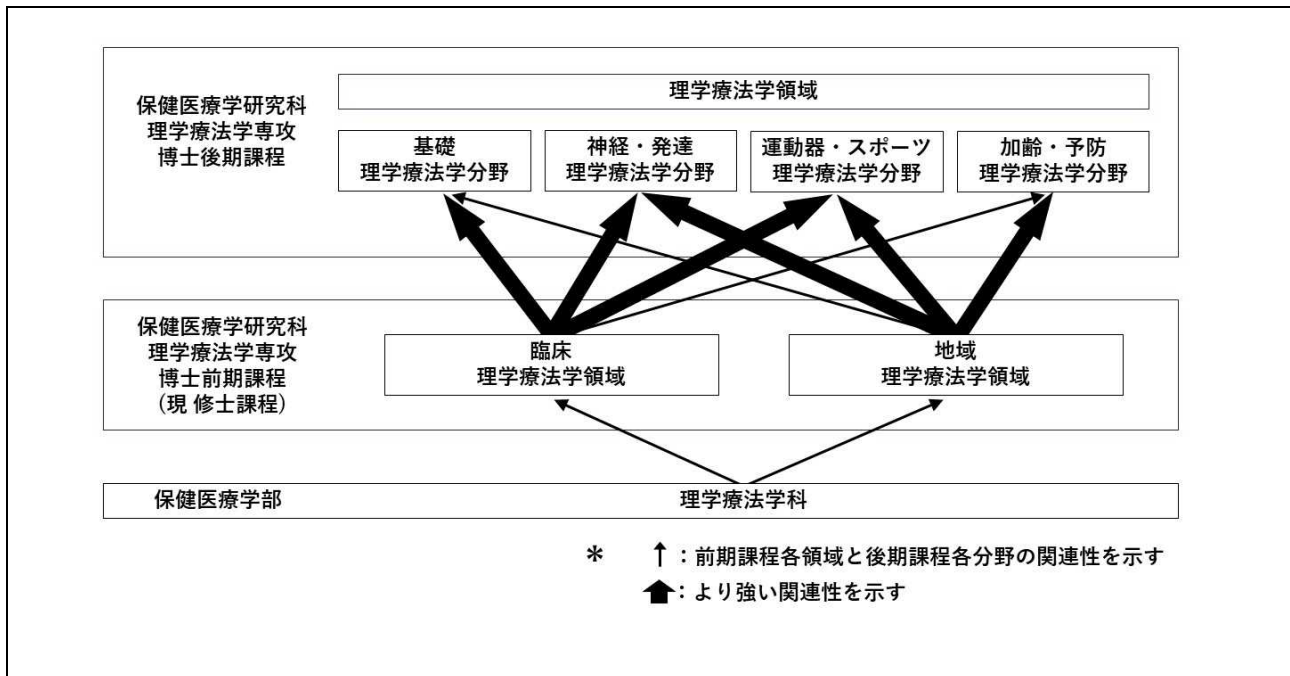 保健医療学研究科
理学療法学専攻
博士後期課程
理学療法学領域
基礎
理学療法学分野
神経・発達
理学療法学分野
運動器・スポーツ
理学療法学分野
加齢・予防
理学療法学分野
保健医療学研究科
理学療法学専攻
博士前期課程
(現 修士課程)
臨床
理学療法学領域
地域
理学療法学領域
保健医療学部
理学療法学科
* ↑:前期課程各領域と後期課程各分野の関連性を示す
:より強い関連性を示す